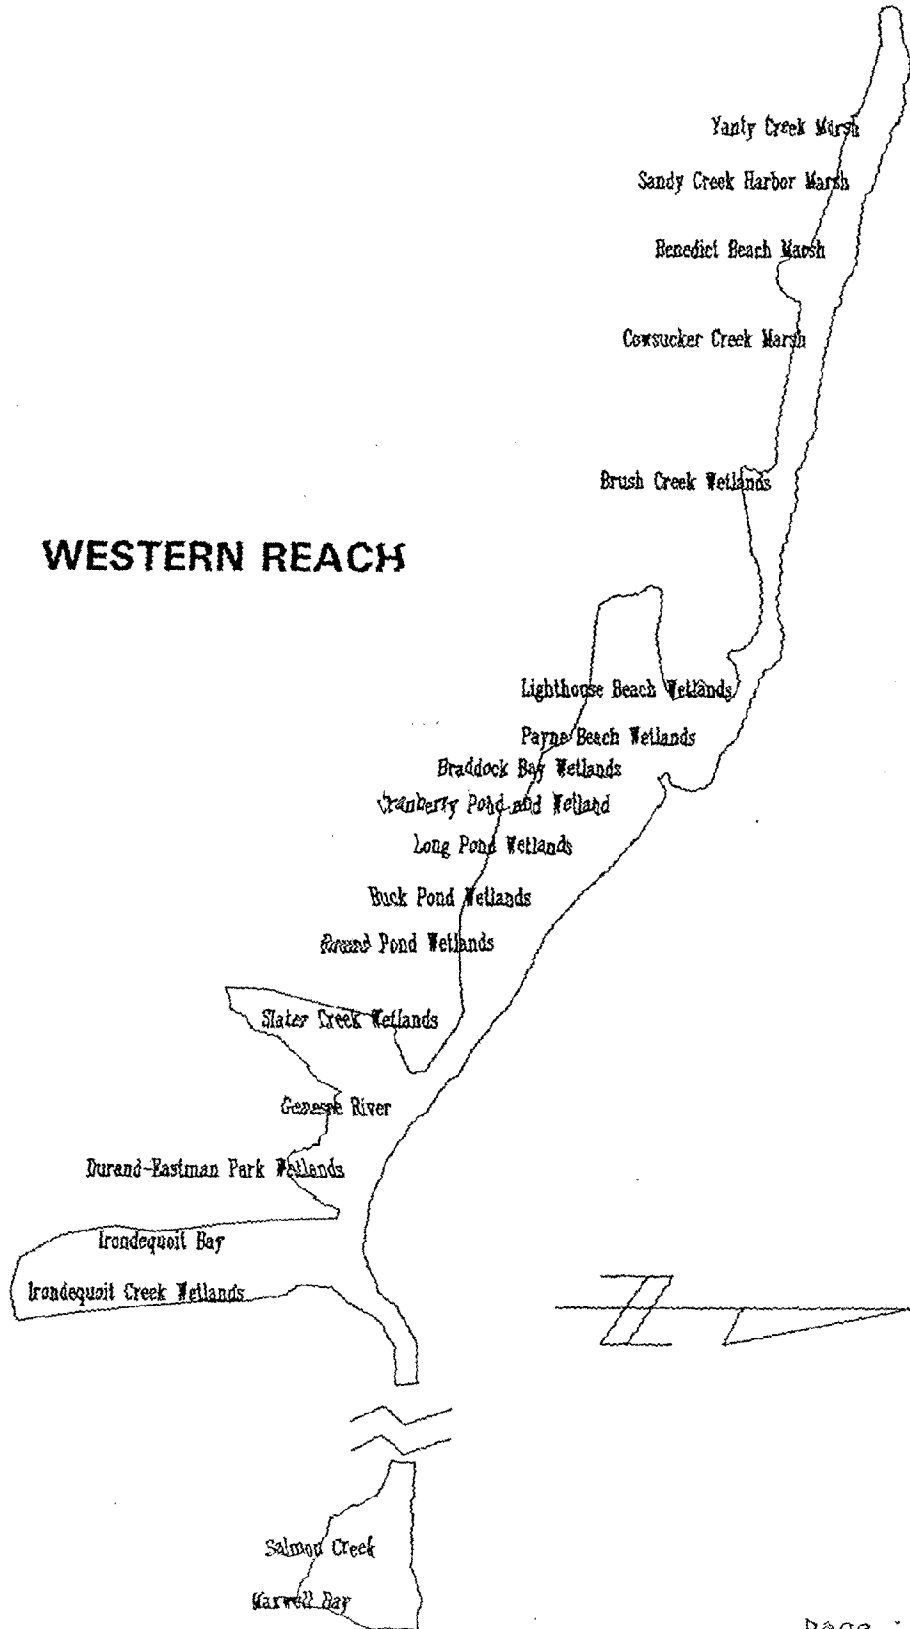 Yanty Creek Marsh
Sandy Creek Harbor Marsh
Benedict Beach Marsh
Cowsucker Creek Marsh
Brush Creek Wetlands
WESTERN REACH
Lighthouse Beach Wetlands
Payne Beach Wetlands
Braddock Bay Wetlands
Cranberry Pond and Wetland
Long Pond Wetlands
Buck Pond Wetlands
Round Pond Wetlands
Slater Creek Wetlands
Genesee River
Durand-Eastman Park Wetlands
Irondequoit Bay
Irondequoit Creek Wetlands
N
Salmon Creek
Maxwell Bay